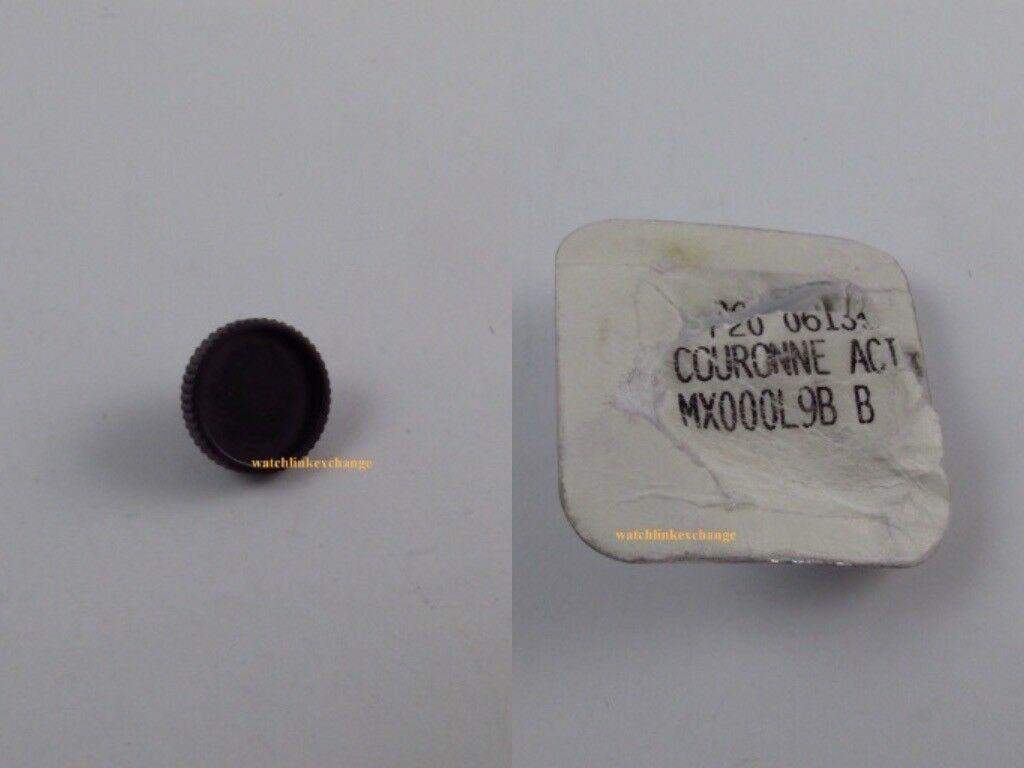 watchlinkexchange
COURONNE ACT
MX000L9B B
watchlinkexchange